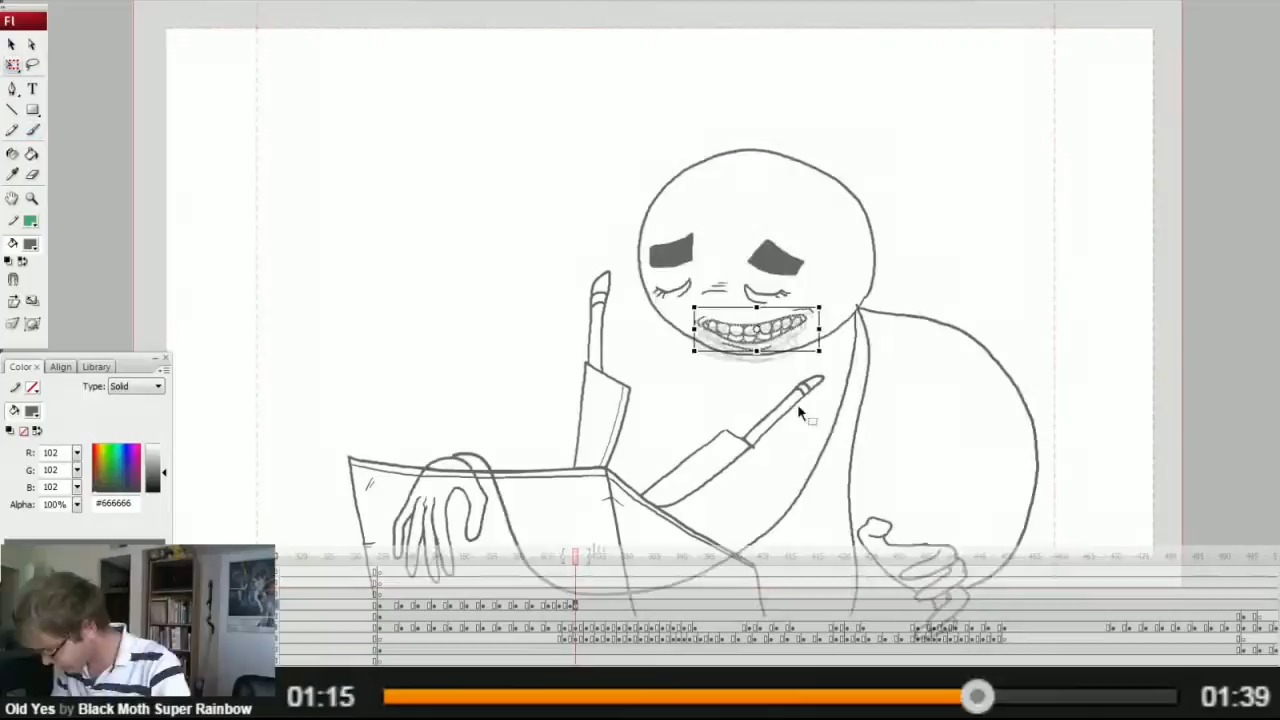 Fl
T
Color × Align Library
Type: Solid
R: 102
G: 102
B: 102
Alpha: 100% #666666
01:15 01:39
Old Yes by Black Moth Super Rainbow